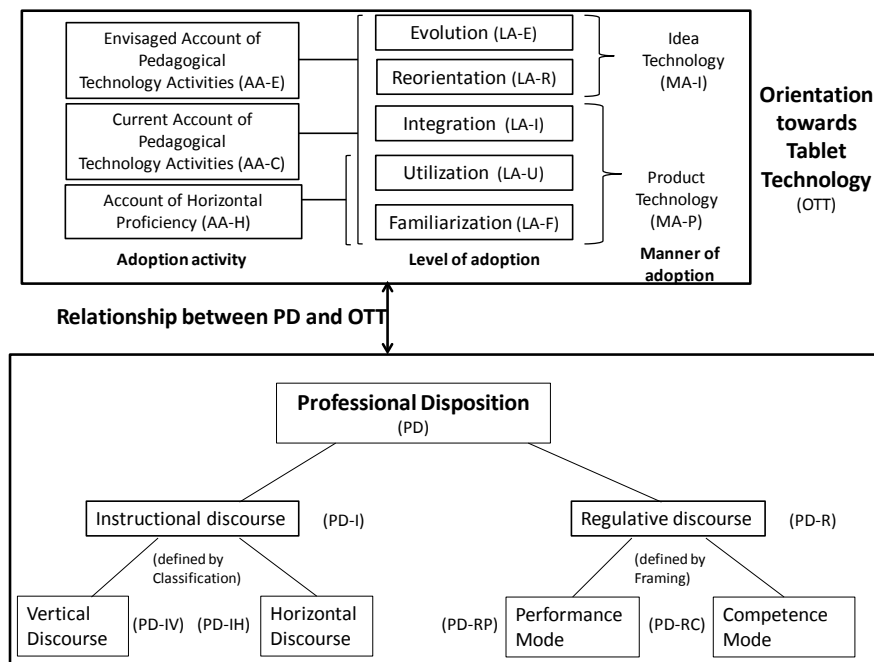 Envisaged Account of
Pedagogical
Technology Activities (AA-E)
Current Account of
Pedagogical
Technology Activities (AA-C)
Account of Horizontal
Proficiency (AA-H)
Adoption activity
Evolution (LA-E)
Reorientation (LA-R)
Integration (LA-I)
Utilization (LA-U)
Familiarization (LA-F)
Level of adoption
Idea
Technology
(MA-I)
Product
Technology
(MA-P)
Manner of
adoption
Orientation
towards
Tablet
Technology
(OTT)
Relationship between PD and OTT
Professional Disposition
(PD)
Instructional discourse
(PD-I)
(defined by
Classification)
Vertical
Discourse
(PD-IV)
(PD-IH)
Horizontal
Discourse
Regulative discourse
(PD-R)
(defined by
Framing)
(PD-RP)
Performance
Mode
(PD-RC)
Competence
Mode